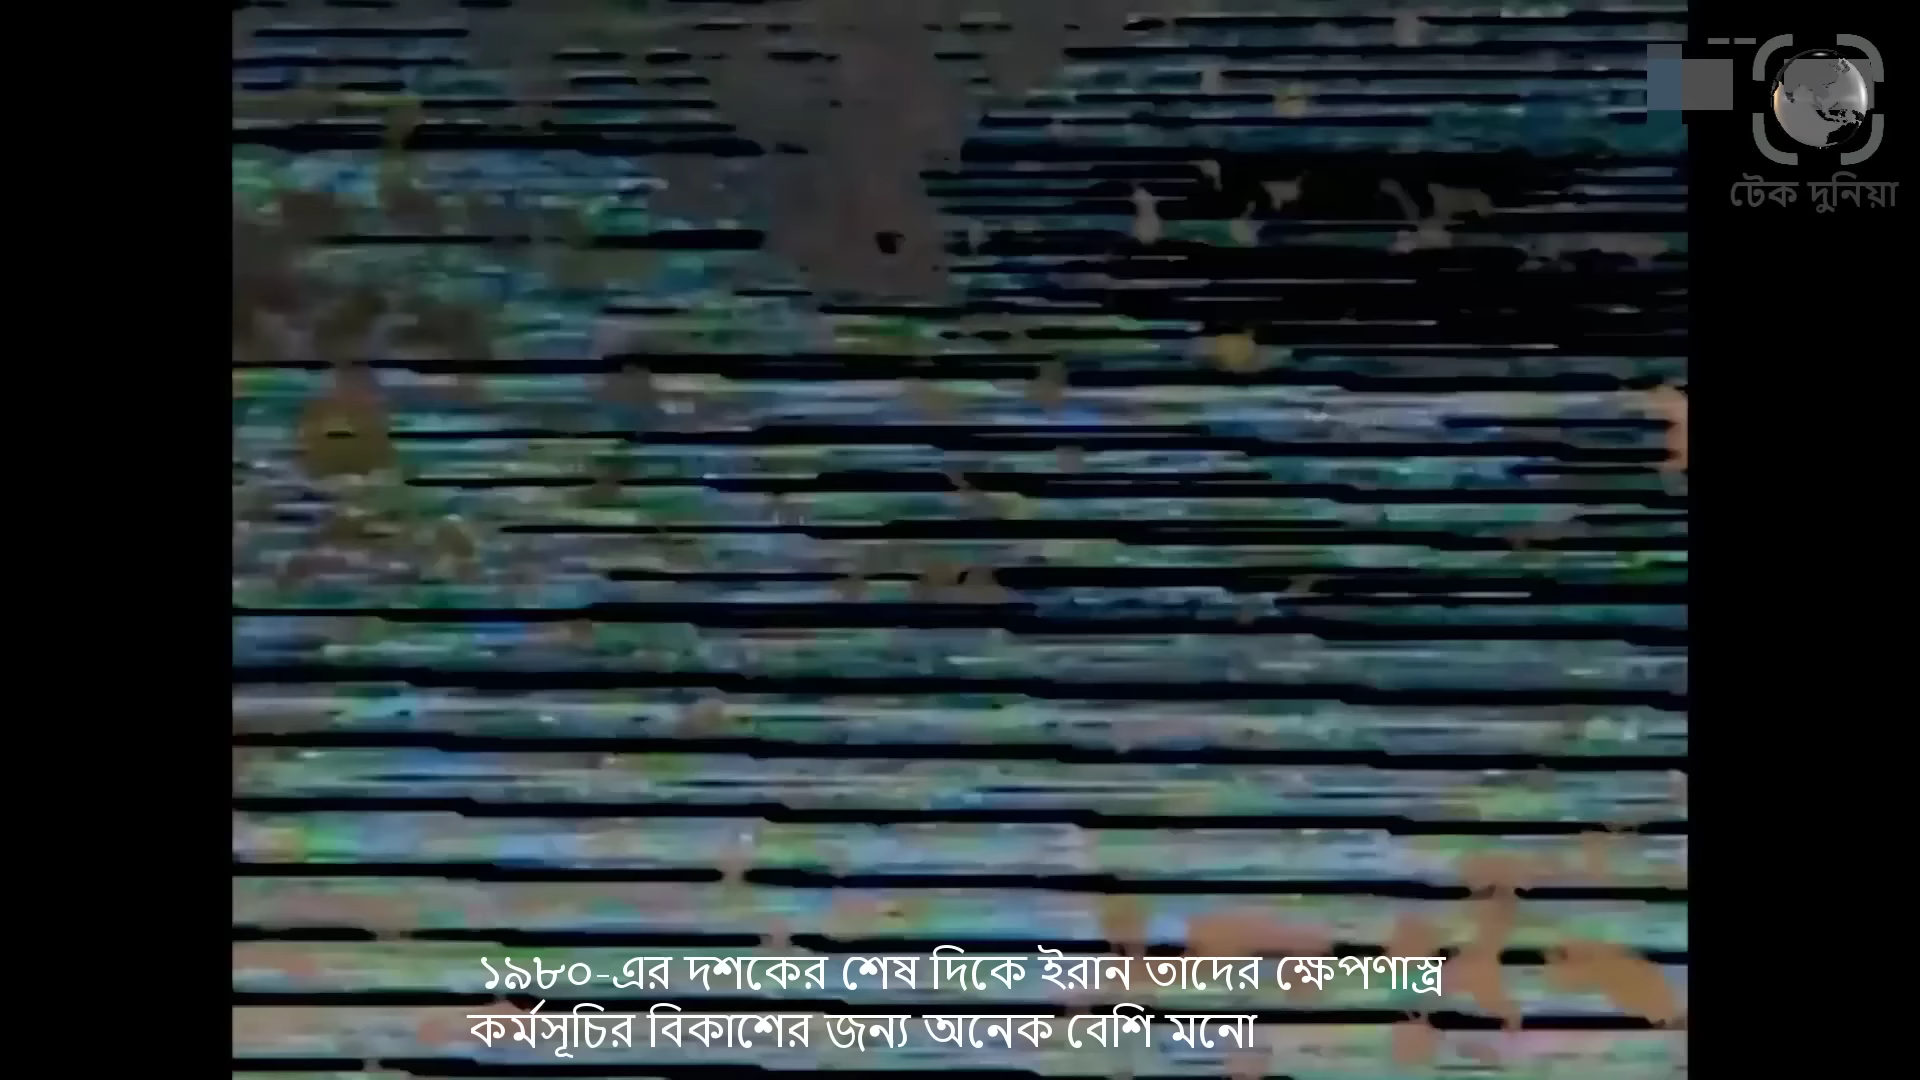 টেক দুনিয়া
১৯৮০-এর দশকের শেষ দিকে ইরান তাদের ক্ষেপণাস্ত্র
কর্মসূচির বিকাশের জন্য অনেক বেশি মনো